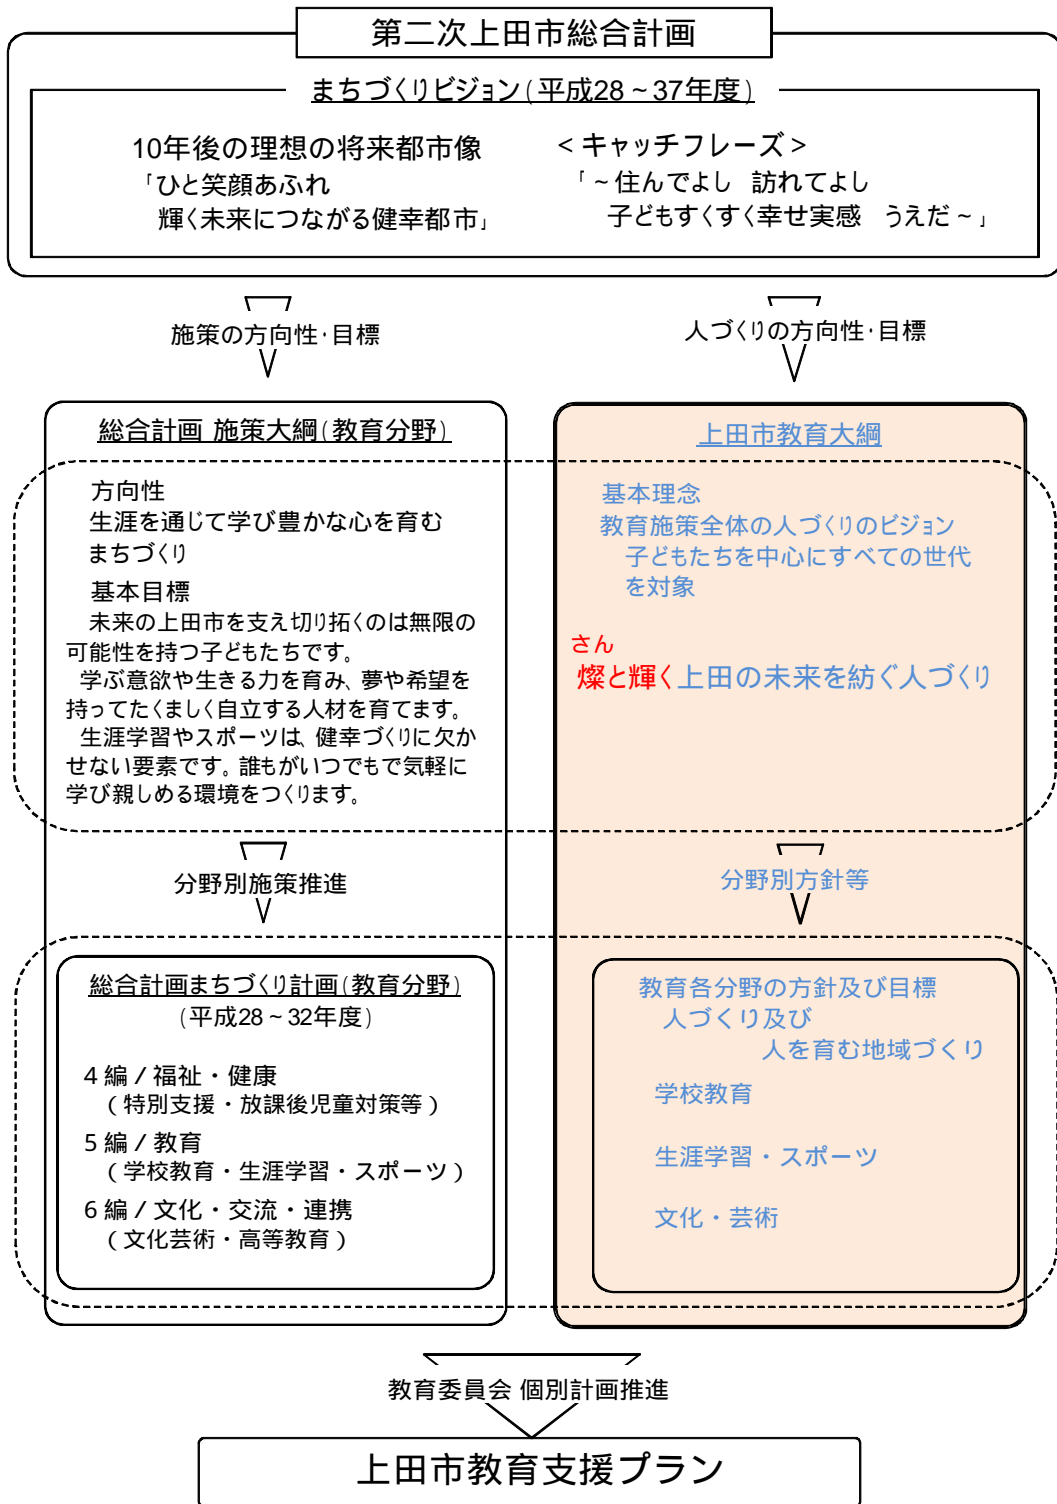 第二次上田市総合計画
まちづくりビジョン(平成28~37年度)
10年後の理想の将来都市像
「ひと笑顔あふれ
輝く未来につながる健幸都市」
<キャッチフレーズ>
「~住んでよし 訪れてよし
子どもすくすく幸せ実感 うえだ~」
施策の方向性・目標
人づくりの方向性・目標
総合計画 施策大綱(教育分野)
方向性
生涯を通じて学び豊かな心を育む
まちづくり
基本目標
未来の上田市を支え切り拓くのは無限の
可能性を持つ子どもたちです。
学ぶ意欲や生きる力を育み、夢や希望を
持ってたくましく自立する人材を育てます。
生涯学習やスポーツは、健幸づくりに欠か
せない要素です。誰もがいつでもで気軽に
学び親しめる環境をつくります。
分野別施策推進
総合計画まちづくり計画(教育分野)
(平成28~32年度)
4編/福祉・健康
(特別支援・放課後児童対策等)
5編/教育
(学校教育・生涯学習・スポーツ)
6編/文化・交流・連携
(文化芸術・高等教育)
上田市教育大綱
基本理念
教育施策全体の人づくりのビジョン
子どもたちを中心にすべての世代
を対象
さん
燦と輝く上田の未来を紡ぐ人づくり
分野別方針等
教育各分野の方針及び目標
人づくり及び
人を育む地域づくり
学校教育
生涯学習・スポーツ
文化・芸術
教育委員会 個別計画推進
上田市教育支援プラン